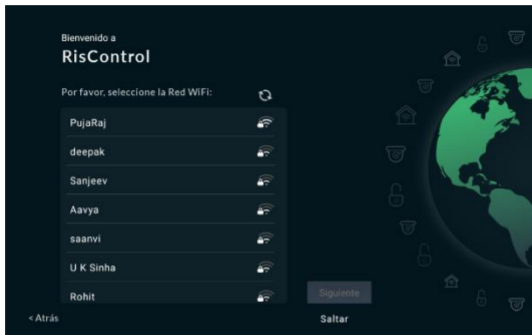 Bienvenido a
RisControl
Por favor, seleccione la Red WiFi:
PujaRaj
deepak
Sanjeev
Aavya
saanvi
U K Sinha
Rohit
Siguiente
< Atrás
Saltar